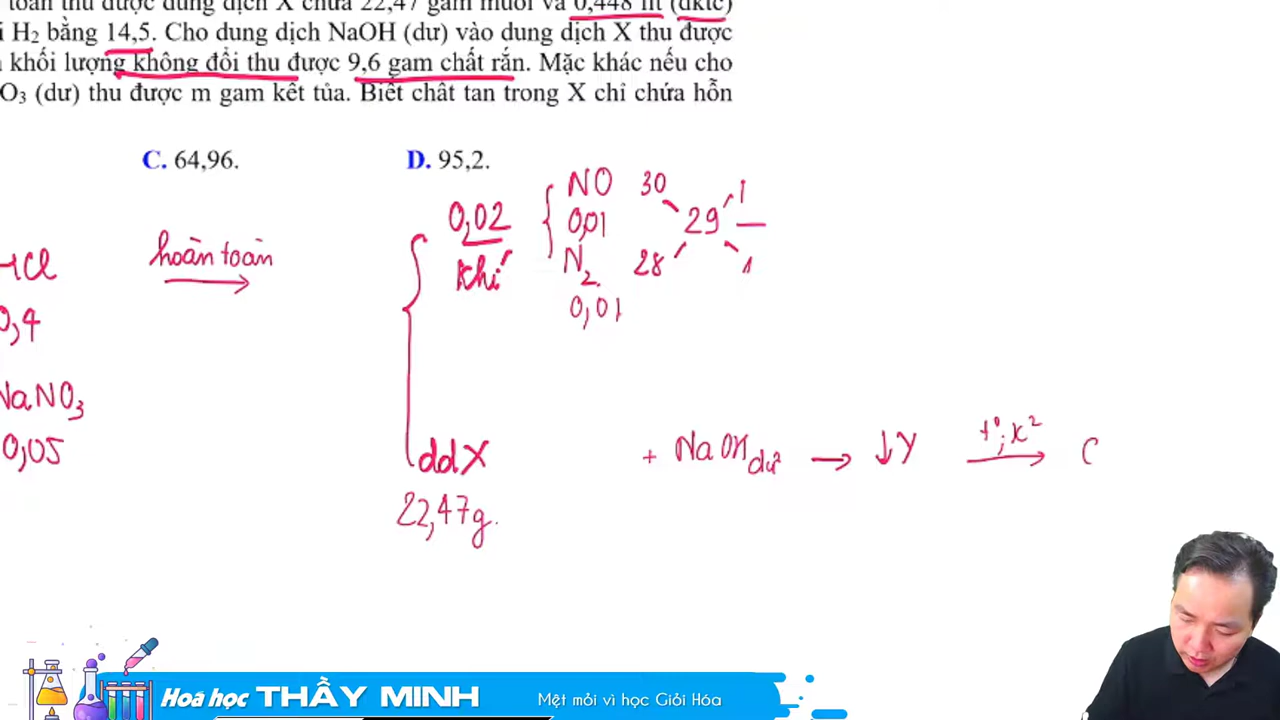 toàn thu được dung dịch X chứa 22,47 gam muối và 0,448 lít (đktc)
i H₂ bằng 14,5. Cho dung dịch NaOH (dư) vào dung dịch X thu được
khối lượng không đổi thu được 9,6 gam chất rắn. Mặc khác nếu cho
O₃ (dư) thu được m gam kết tủa. Biết chất tan trong X chỉ chứa hỗn
C. 64,96. D. 95,2.
HCl
0,4
NaNO₃
0,05
hoàn toàn
0,02
khí
NO 30 1
0,01 29
N₂ 28 1
0,01
ddX + NaOH dư → ↓Y t°; k² C
22,47g.
Hoá học THẦY MINH Mệt mỏi vì học Giỏi Hóa